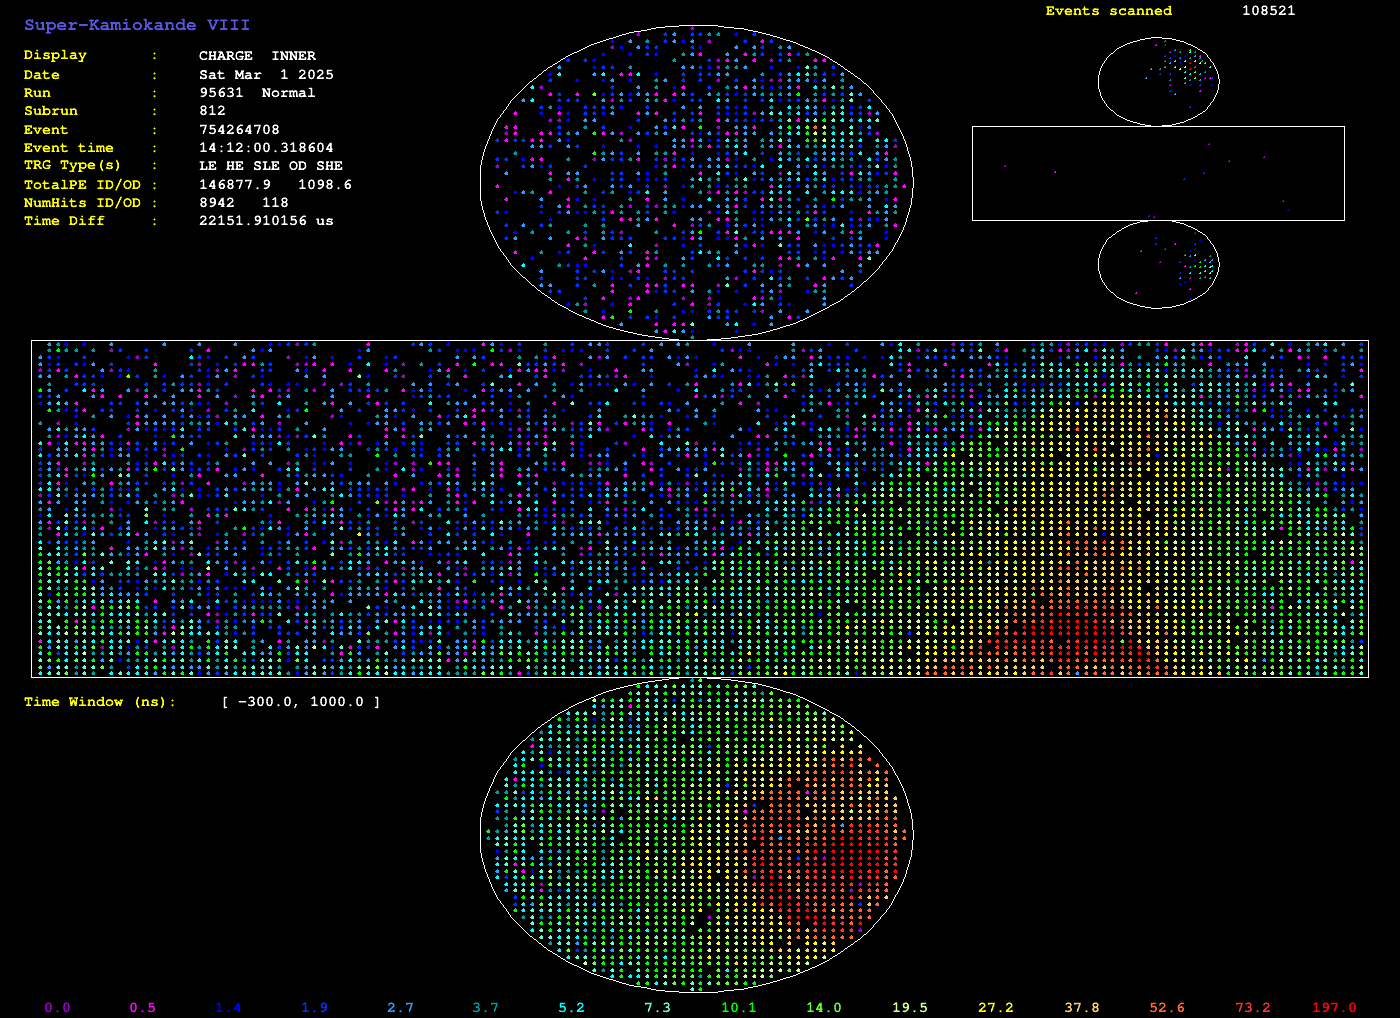 Super-Kamiokande VIII
Events scanned 108521
Display : CHARGE INNER
Date : Sat Mar 1 2025
Run : 95631 Normal
Subrun : 812
Event : 754264708
Event time : 14:12:00.318604
TRG Type(s) : LE HE SLE OD SHE
TotalPE ID/OD : 146877.9 1098.6
NumHits ID/OD : 8942 118
Time Diff : 22151.910156 us
Time Window (ns): [ -300.0, 1000.0 ]
0.0 0.5 1.4 1.9 2.7 3.7 5.2 7.3 10.1 14.0 19.5 27.2 37.8 52.6 73.2 197.0